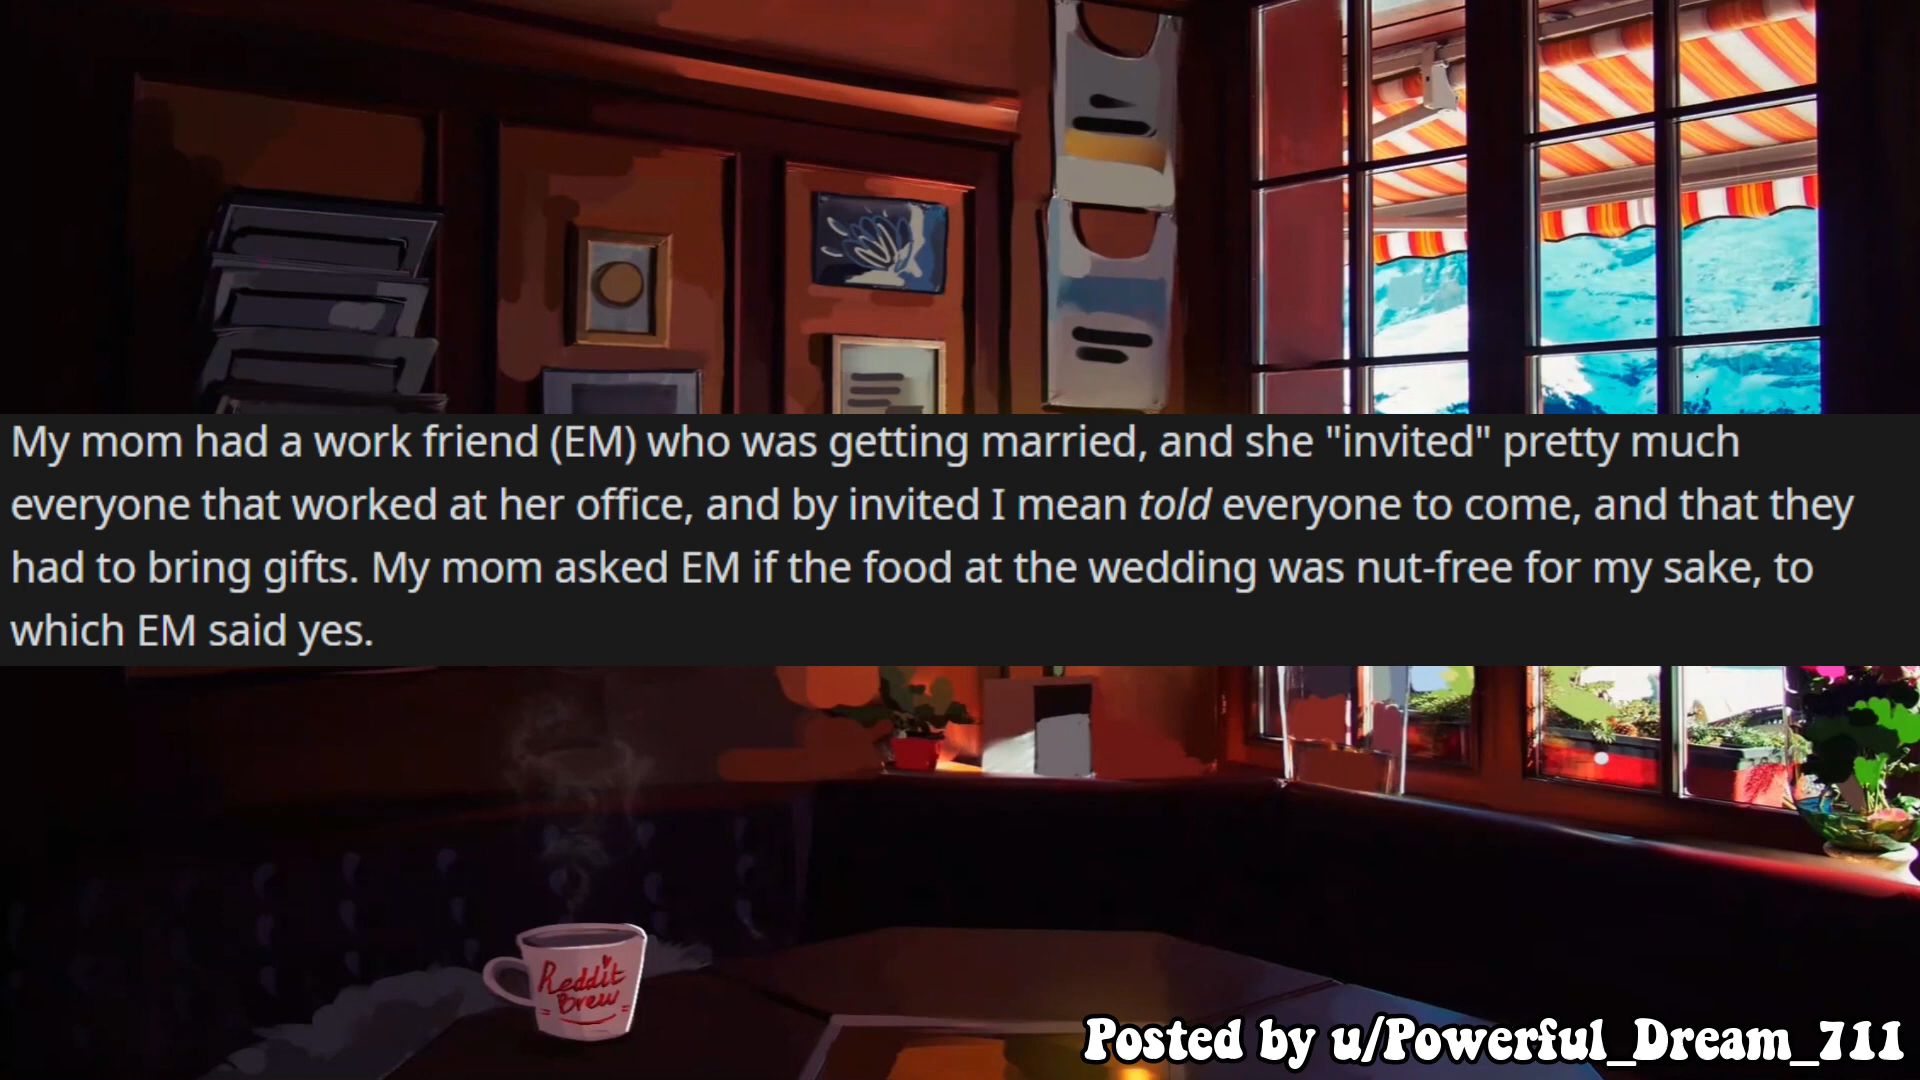 My mom had a work friend (EM) who was getting married, and she "invited" pretty much
everyone that worked at her office, and by invited I mean told everyone to come, and that they
had to bring gifts. My mom asked EM if the food at the wedding was nut-free for my sake, to
which EM said yes.
Reddit
Brew
Posted by u/Powerful_Dream_711